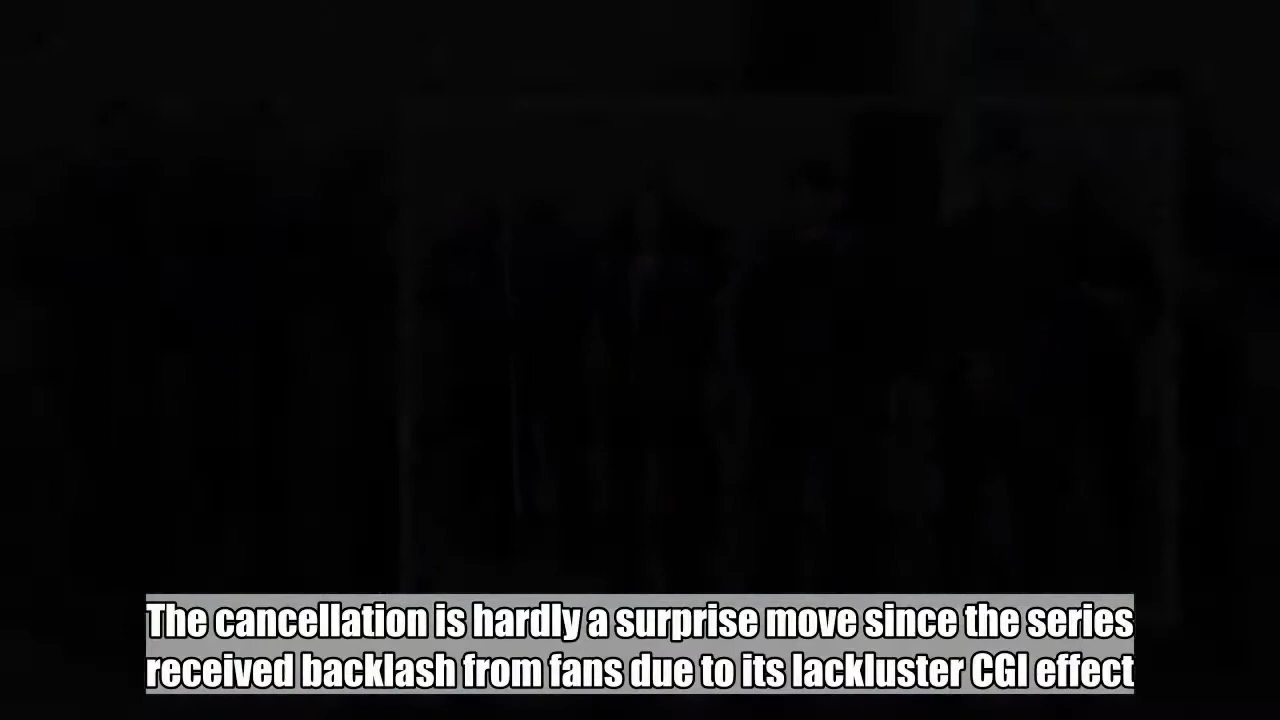 The cancellation is hardly a surprise move since the series
received backlash from fans due to its lackluster CGI effect